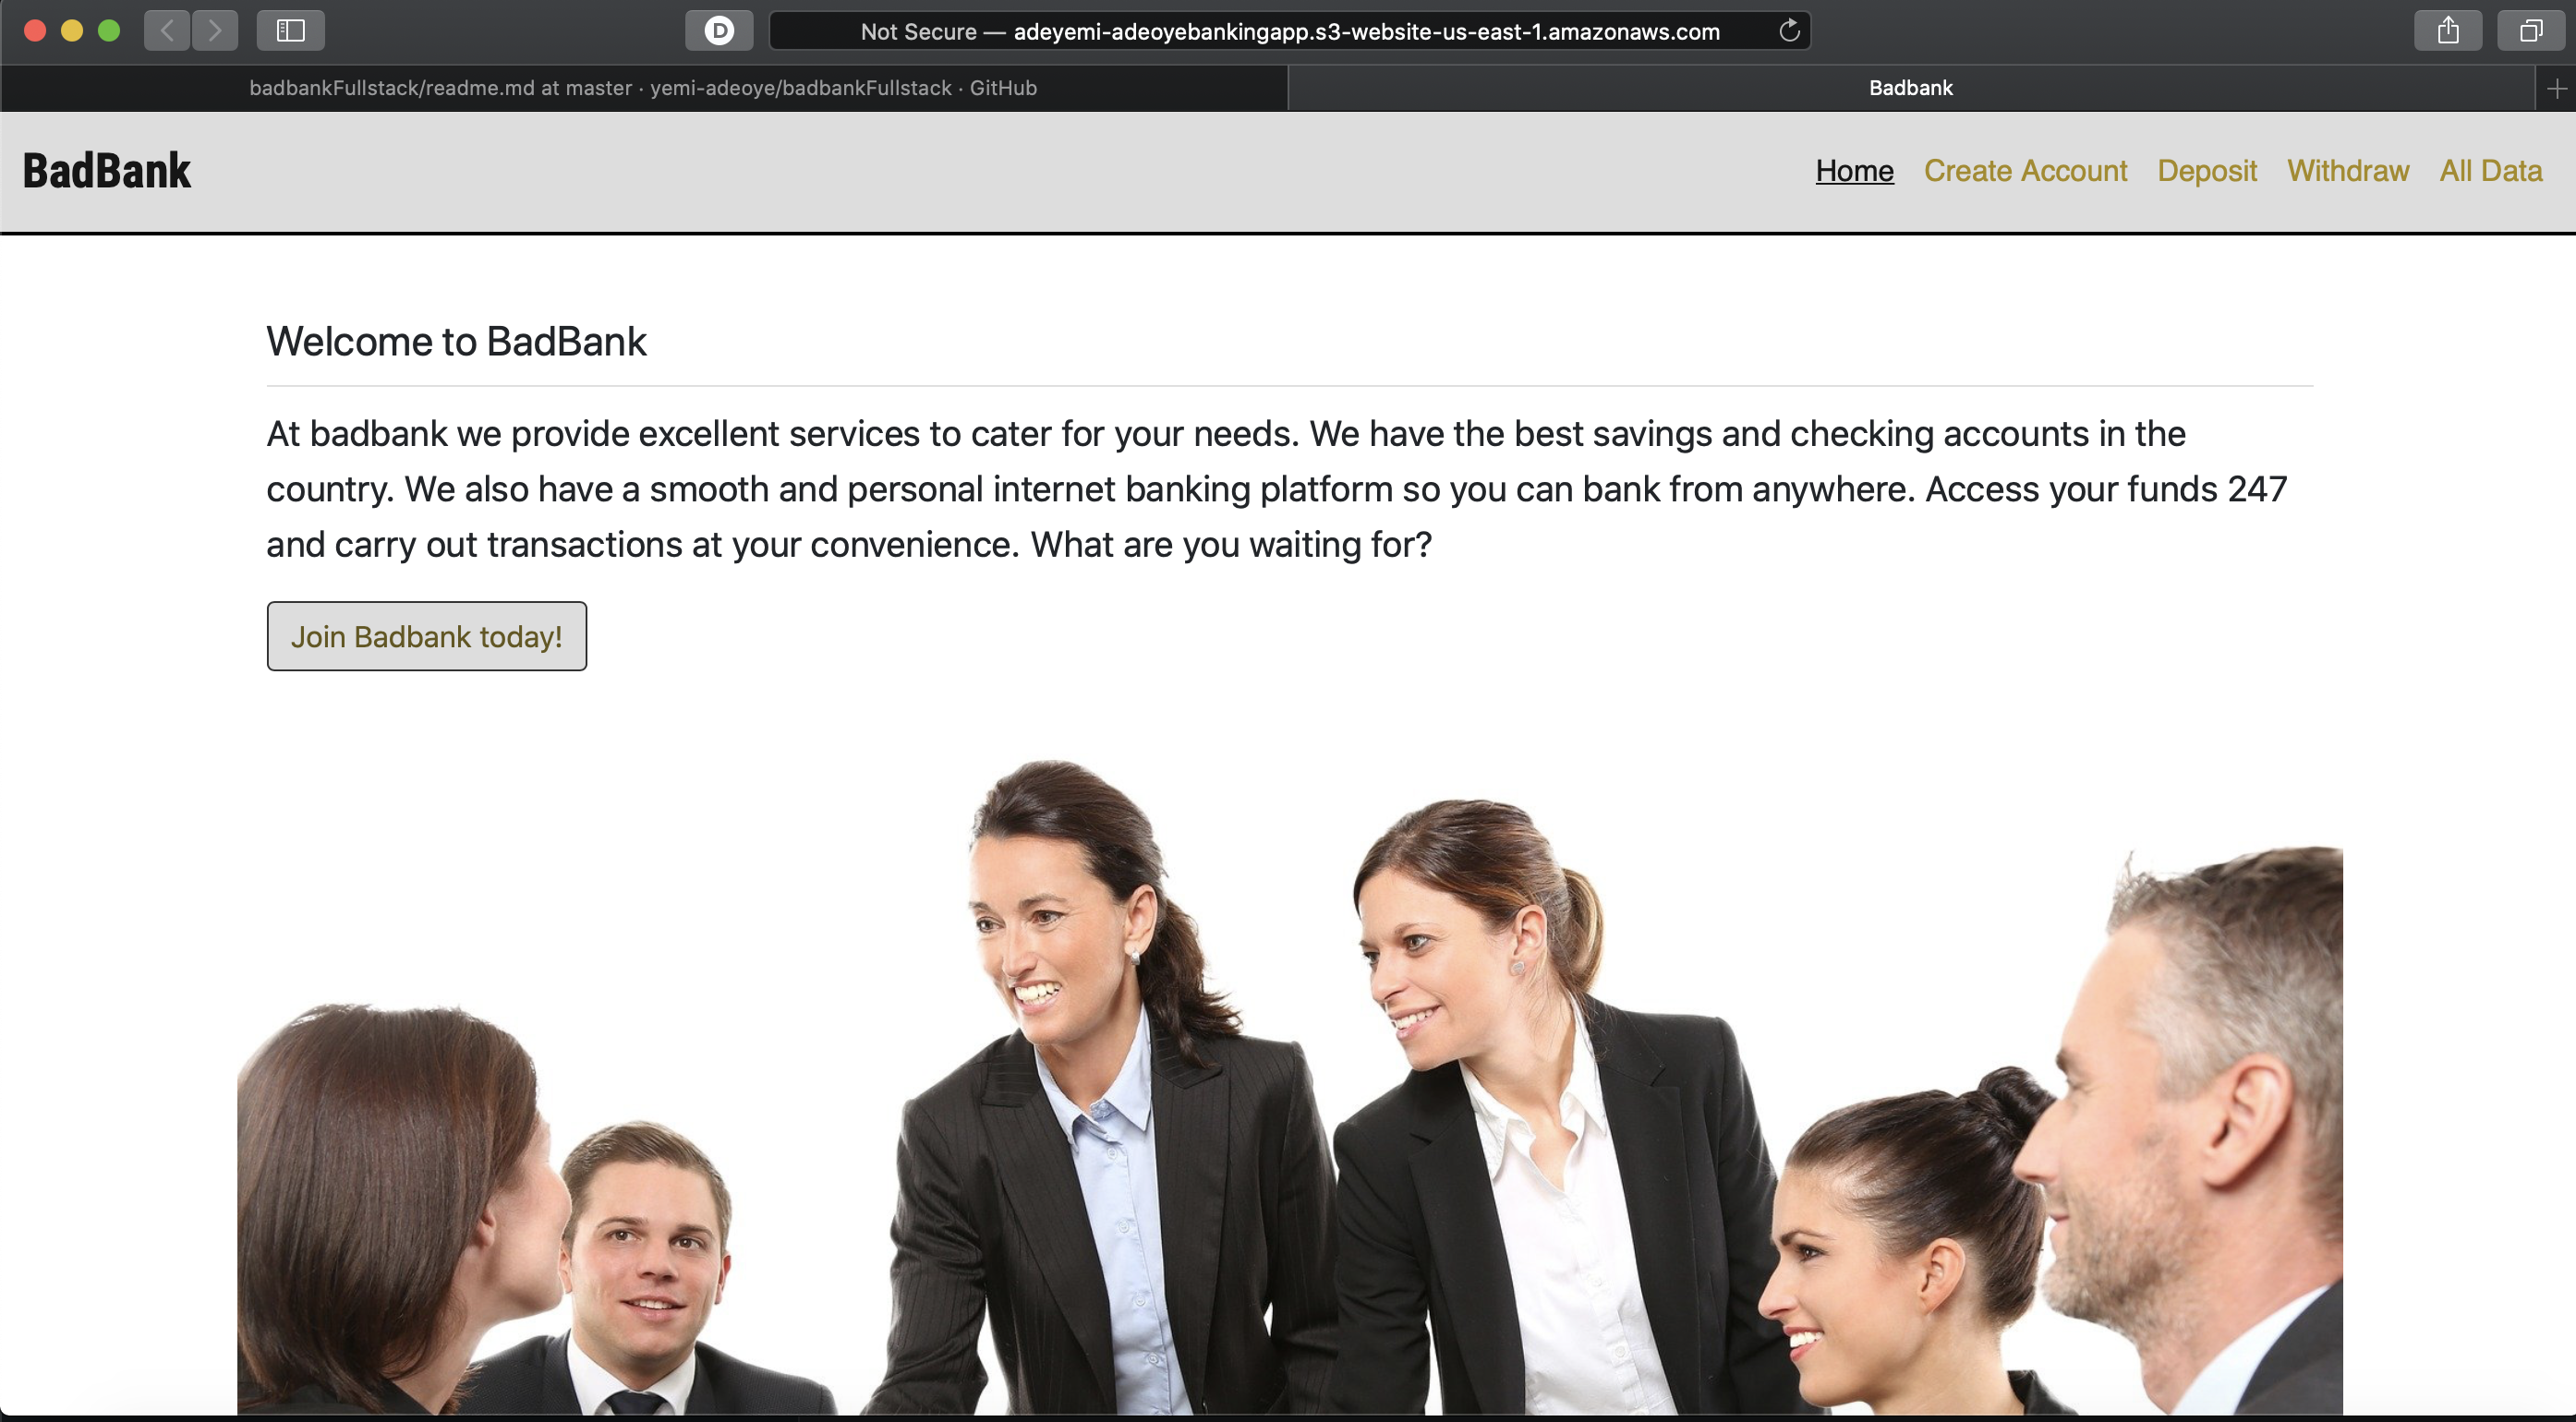 Not Secure — adeyemi-adeoyebankingapp.s3-website-us-east-1.amazonaws.com
badbankFullstack/readme.md at master · yemi-adeoye/badbankFullstack · GitHub
Badbank
BadBank
Home Create Account Deposit Withdraw All Data
Welcome to BadBank
At badbank we provide excellent services to cater for your needs. We have the best savings and checking accounts in the
country. We also have a smooth and personal internet banking platform so you can bank from anywhere. Access your funds 247
and carry out transactions at your convenience. What are you waiting for?
Join Badbank today!